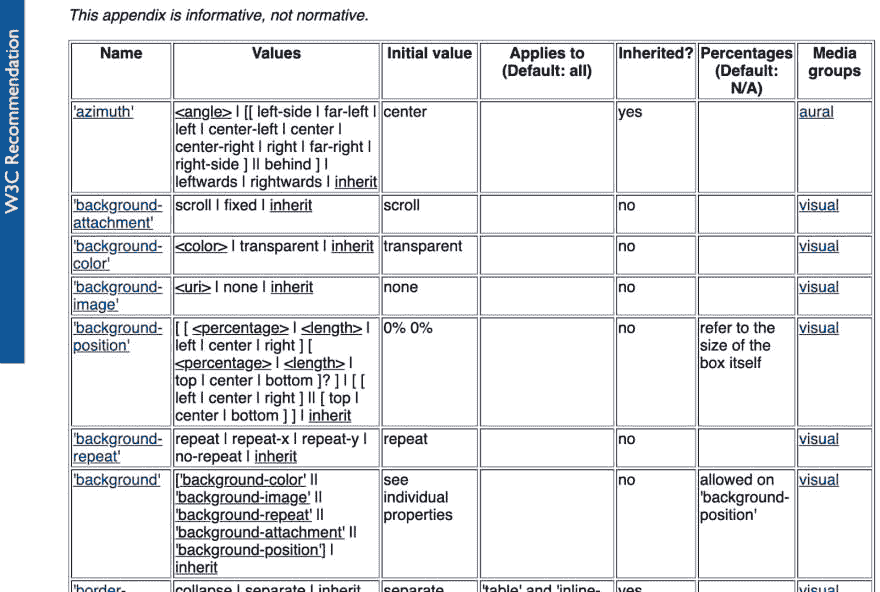 W3C Recommendation
This appendix is informative, not normative.
Name Values Initial value Applies to (Default: all) Inherited? Percentages (Default: N/A) Media groups
'azimuth' <angle> | [[ left-side | far-left | left | center-left | center | center-right | right | far-right | right-side ] || behind ] | leftwards | rightwards | inherit center yes aural
'background-attachment' scroll | fixed | inherit scroll no visual
'background-color' <color> | transparent | inherit transparent no visual
'background-image' <uri> | none | inherit none no visual
'background-position' [ [ <percentage> | <length> | left | center | right ] [ <percentage> | <length> | top | center | bottom ]? ] | [ [ left | center | right ] || [ top | center | bottom ] ] | inherit 0% 0% no refer to the size of the box itself visual
'background-repeat' repeat | repeat-x | repeat-y | no-repeat | inherit repeat no visual
'background' ['background-color' || 'background-image' || 'background-repeat' || 'background-attachment' || 'background-position'] | inherit see individual properties no allowed on 'background-position' visual
'border- collapse | separate | inherit separate 'table' and 'inline- yes visual